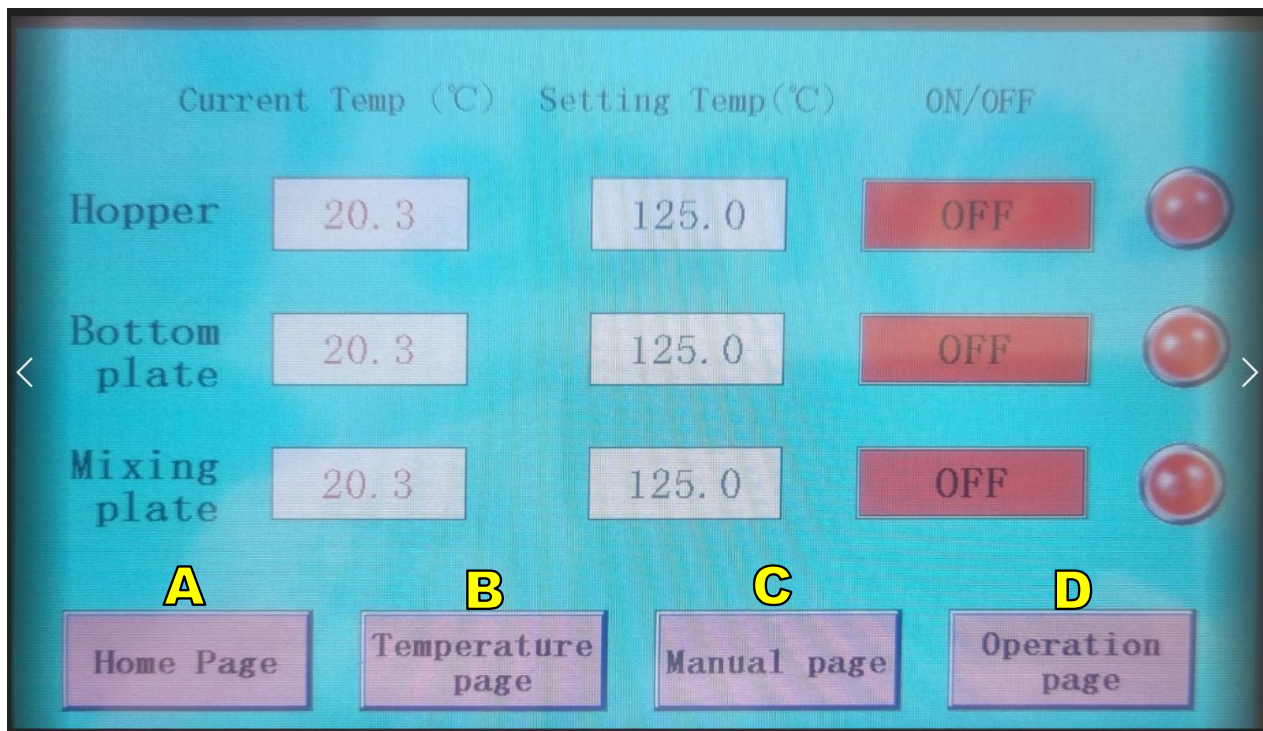 Current Temp (℃) Setting Temp(℃) ON/OFF
Hopper 20.3 125.0 OFF
Bottom
plate 20.3 125.0 OFF
Mixing
plate 20.3 125.0 OFF
A B C D
Home Page
Temperature
page
Manual page
Operation
page